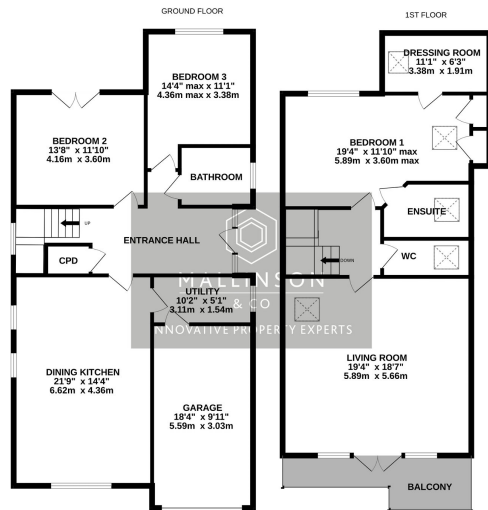 GROUND FLOOR
BEDROOM 3
14'4" max x 11'1"
4.36m max x 3.38m
BEDROOM 2
13'8" x 11'10"
4.16m x 3.60m
BATHROOM
UP
ENTRANCE HALL
CPD
UTILITY
10'2" x 5'1"
3.11m x 1.54m
DINING KITCHEN
21'9" x 14'4"
6.62m x 4.36m
GARAGE
18'4" x 9'11"
5.59m x 3.03m
1ST FLOOR
DRESSING ROOM
11'1" x 6'3"
3.38m x 1.91m
BEDROOM 1
19'4" x 11'10" max
5.89m x 3.60m max
ENSUITE
WC
DOWN
LIVING ROOM
19'4" x 18'7"
5.89m x 5.66m
BALCONY
MALLINSON
& CO
INNOVATIVE PROPERTY EXPERTS